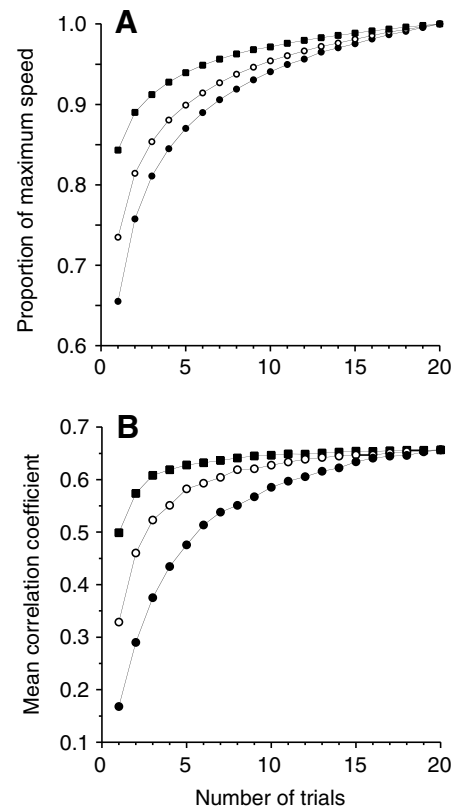 A
1.0
0.9
0.8
0.7
0.6
Proportion of maximum speed
0 5 10 15 20
B
0.7
0.6
0.5
0.4
0.3
0.2
0.1
Mean correlation coefficient
0 5 10 15 20
Number of trials